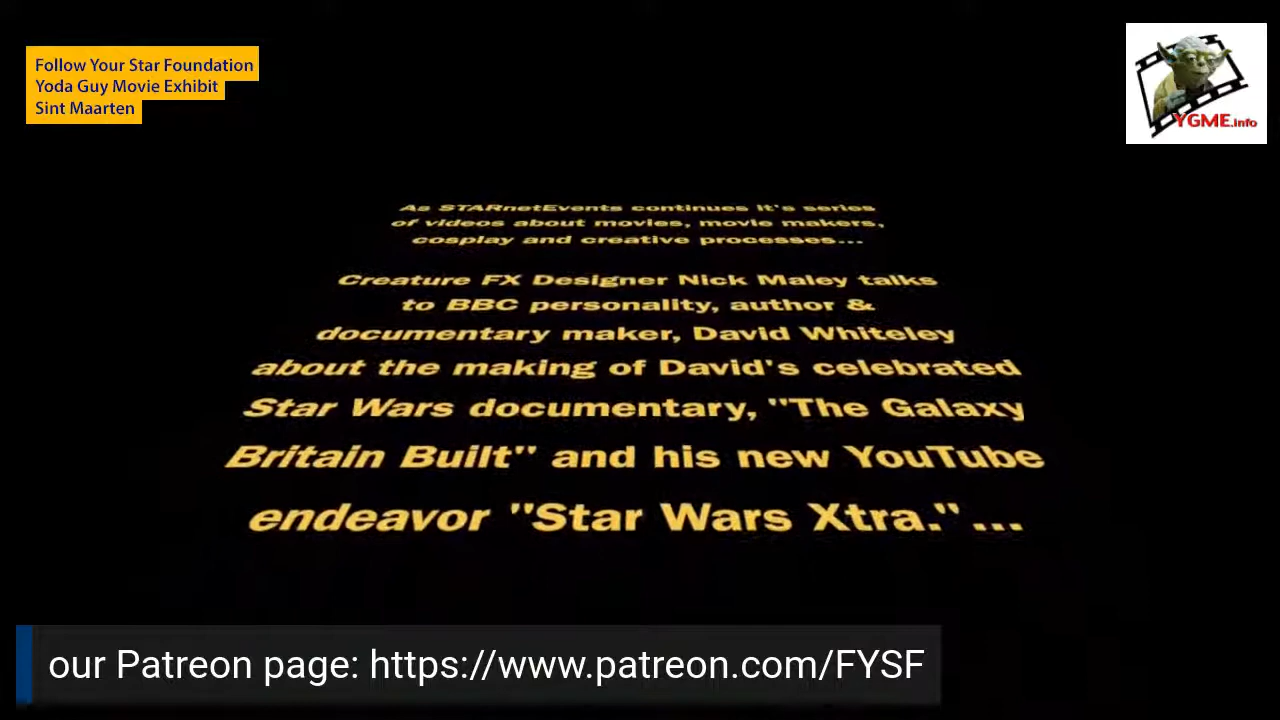 Follow Your Star Foundation
Yoda Guy Movie Exhibit
Sint Maarten
YGME.info
As STARnetEvents continues it's series
of videos about movies, movie makers,
cosplay and creative processes...
Creature FX Designer Nick Maley talks
to BBC personality, author &
documentary maker, David Whiteley
about the making of David's celebrated
Star Wars documentary, "The Galaxy
Britain Built" and his new YouTube
endeavor "Star Wars Xtra."...
our Patreon page: https://www.patreon.com/FYSF